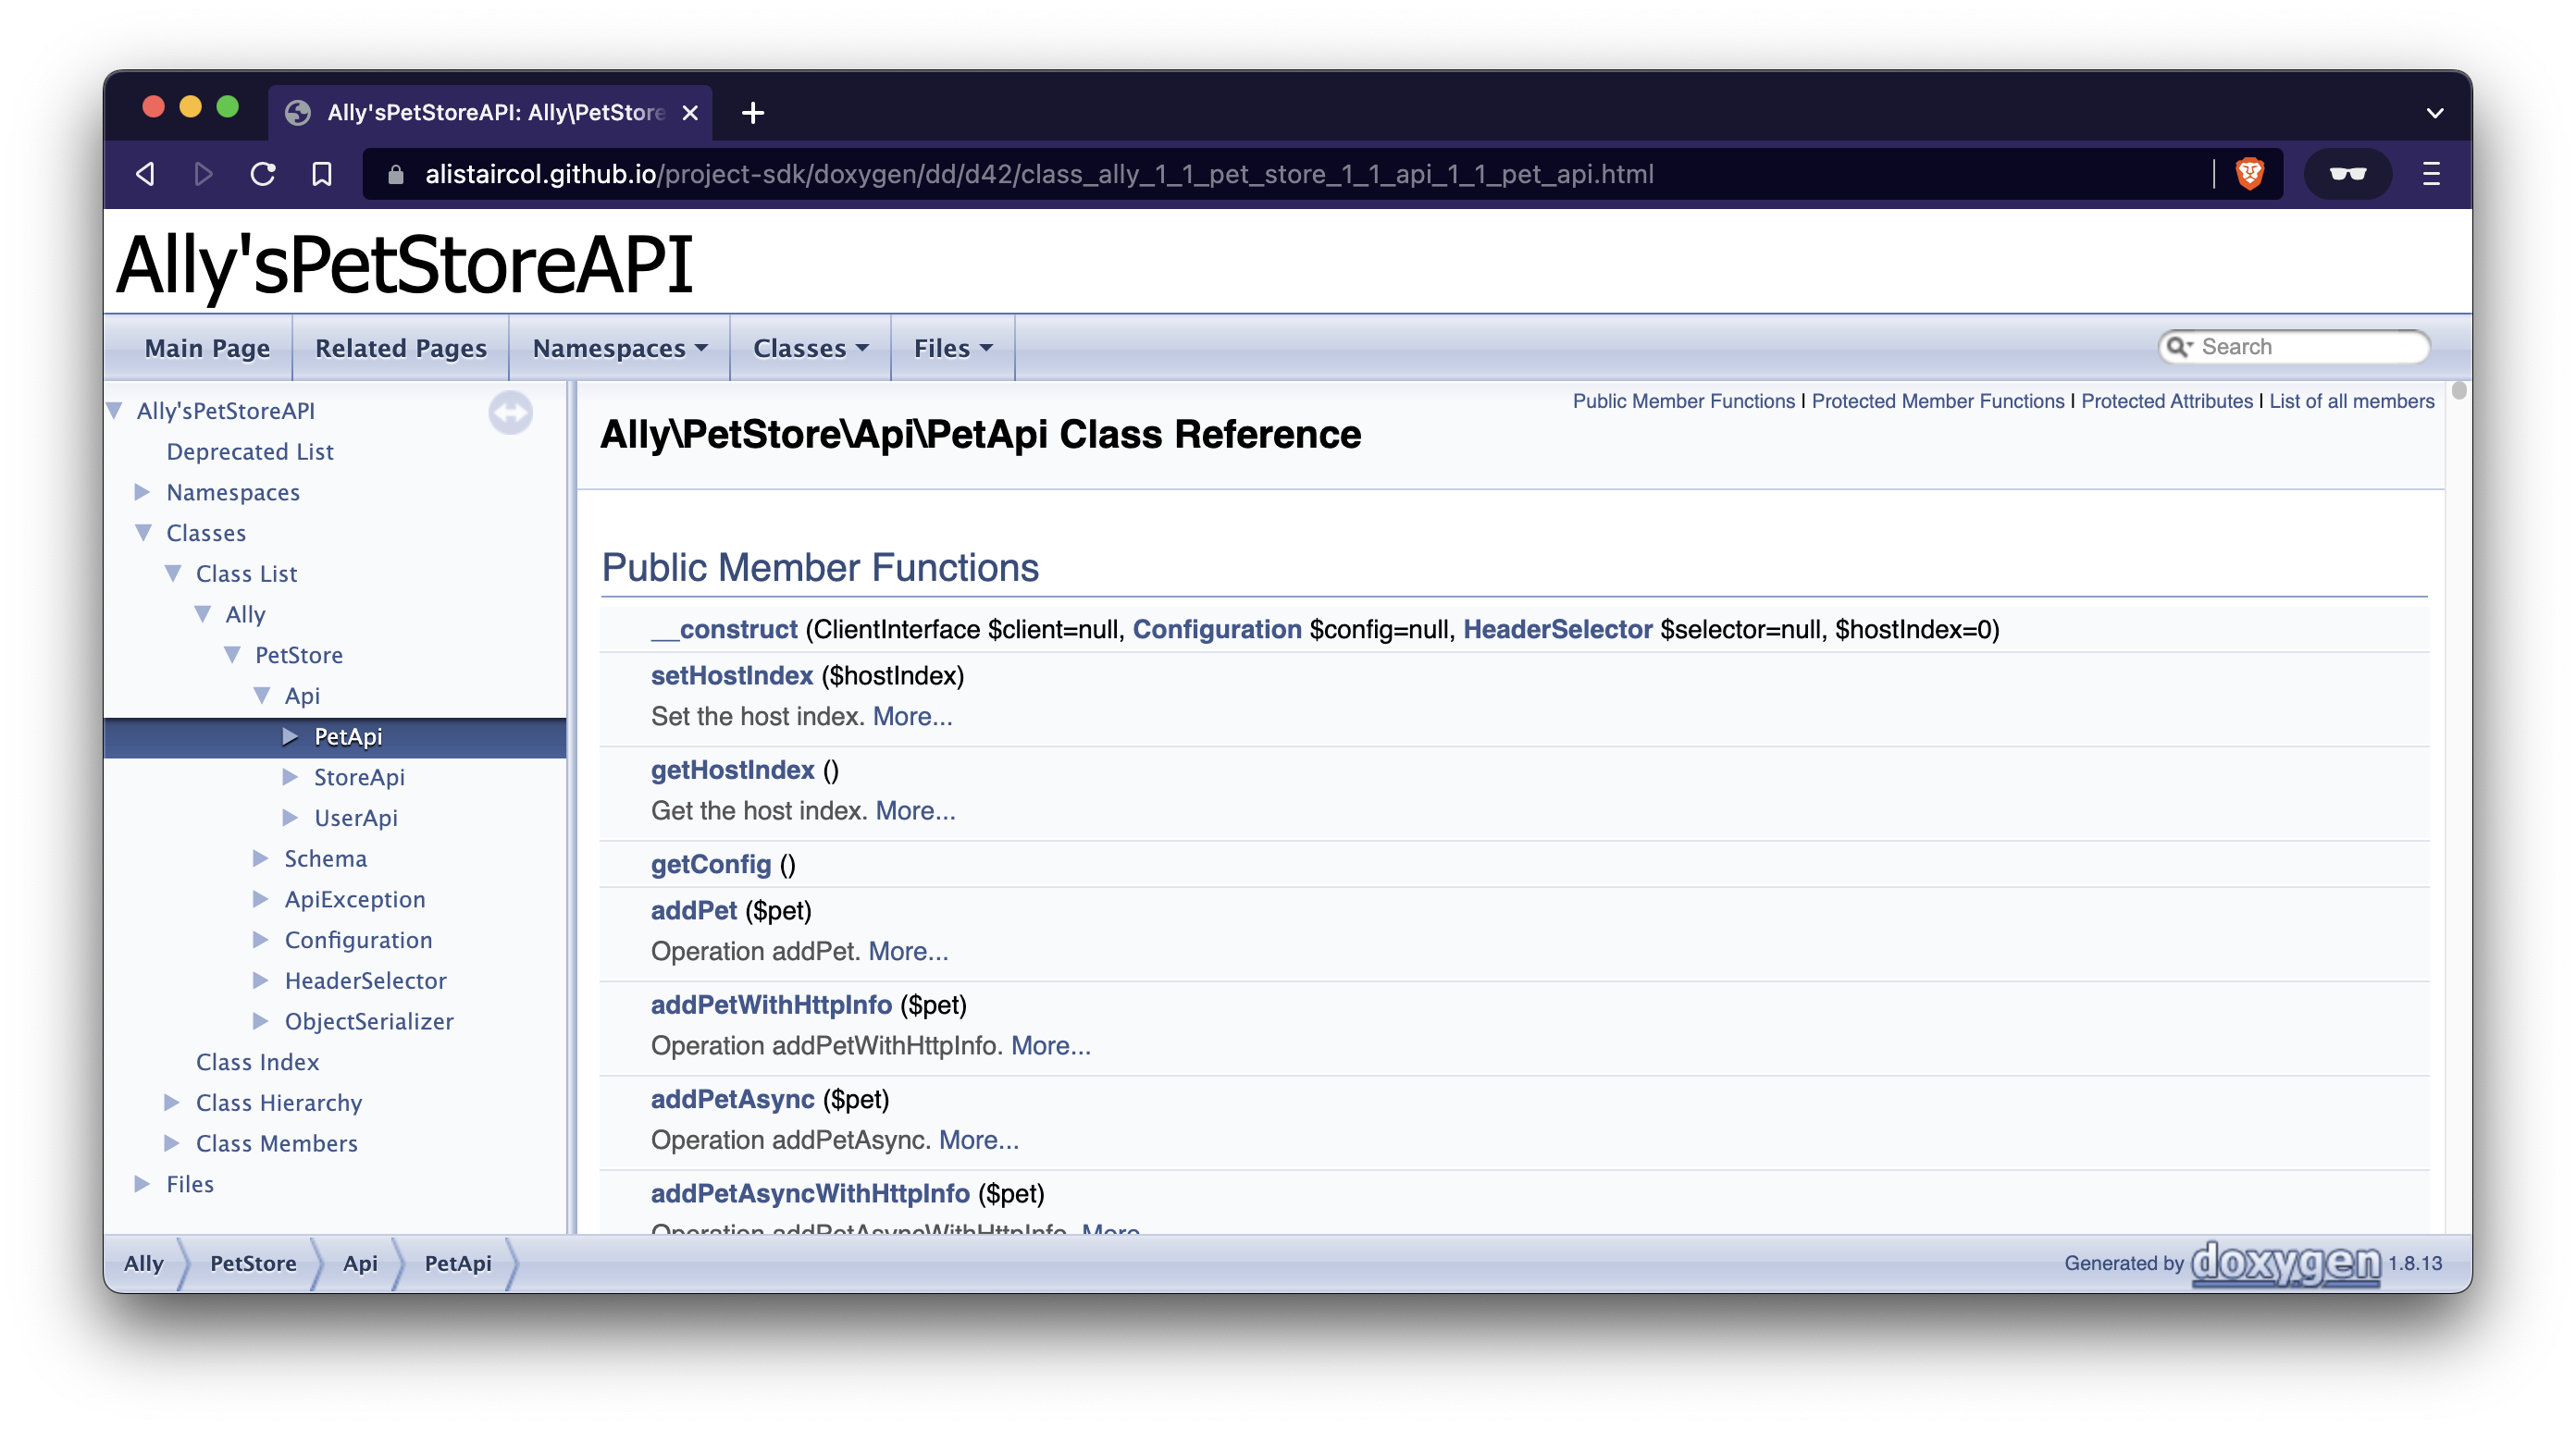 Ally'sPetStoreAPI: Ally\PetStore
alistaircol.github.io/project-sdk/doxygen/dd/d42/class_ally_1_1_pet_store_1_1_api_1_1_pet_api.html
Ally'sPetStoreAPI
Main Page Related Pages Namespaces Classes Files Search
Ally'sPetStoreAPI
Deprecated List
Namespaces
Classes
Class List
Ally
PetStore
Api
PetApi
StoreApi
UserApi
Schema
ApiException
Configuration
HeaderSelector
ObjectSerializer
Class Index
Class Hierarchy
Class Members
Files
Public Member Functions | Protected Member Functions | Protected Attributes | List of all members
Ally\PetStore\Api\PetApi Class Reference
Public Member Functions
__construct (ClientInterface $client=null, Configuration $config=null, HeaderSelector $selector=null, $hostIndex=0)
setHostIndex ($hostIndex)
Set the host index. More...
getHostIndex ()
Get the host index. More...
getConfig ()
addPet ($pet)
Operation addPet. More...
addPetWithHttpInfo ($pet)
Operation addPetWithHttpInfo. More...
addPetAsync ($pet)
Operation addPetAsync. More...
addPetAsyncWithHttpInfo ($pet)
Operation addPetAsyncWithHttpInfo. More...
Ally PetStore Api PetApi
Generated by doxygen 1.8.13